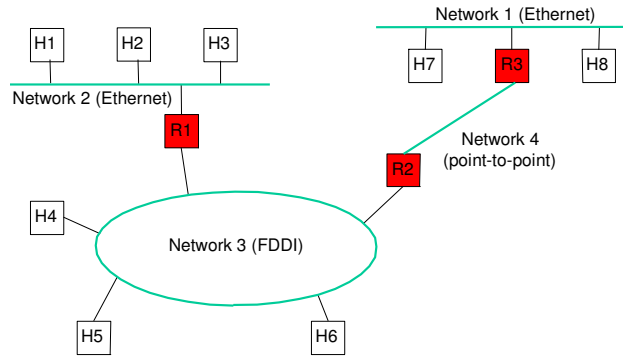 Network 1 (Ethernet)
H1
H2
H3
H7
R3
H8
Network 2 (Ethernet)
R1
Network 4
(point-to-point)
R2
H4
Network 3 (FDDI)
H5
H6